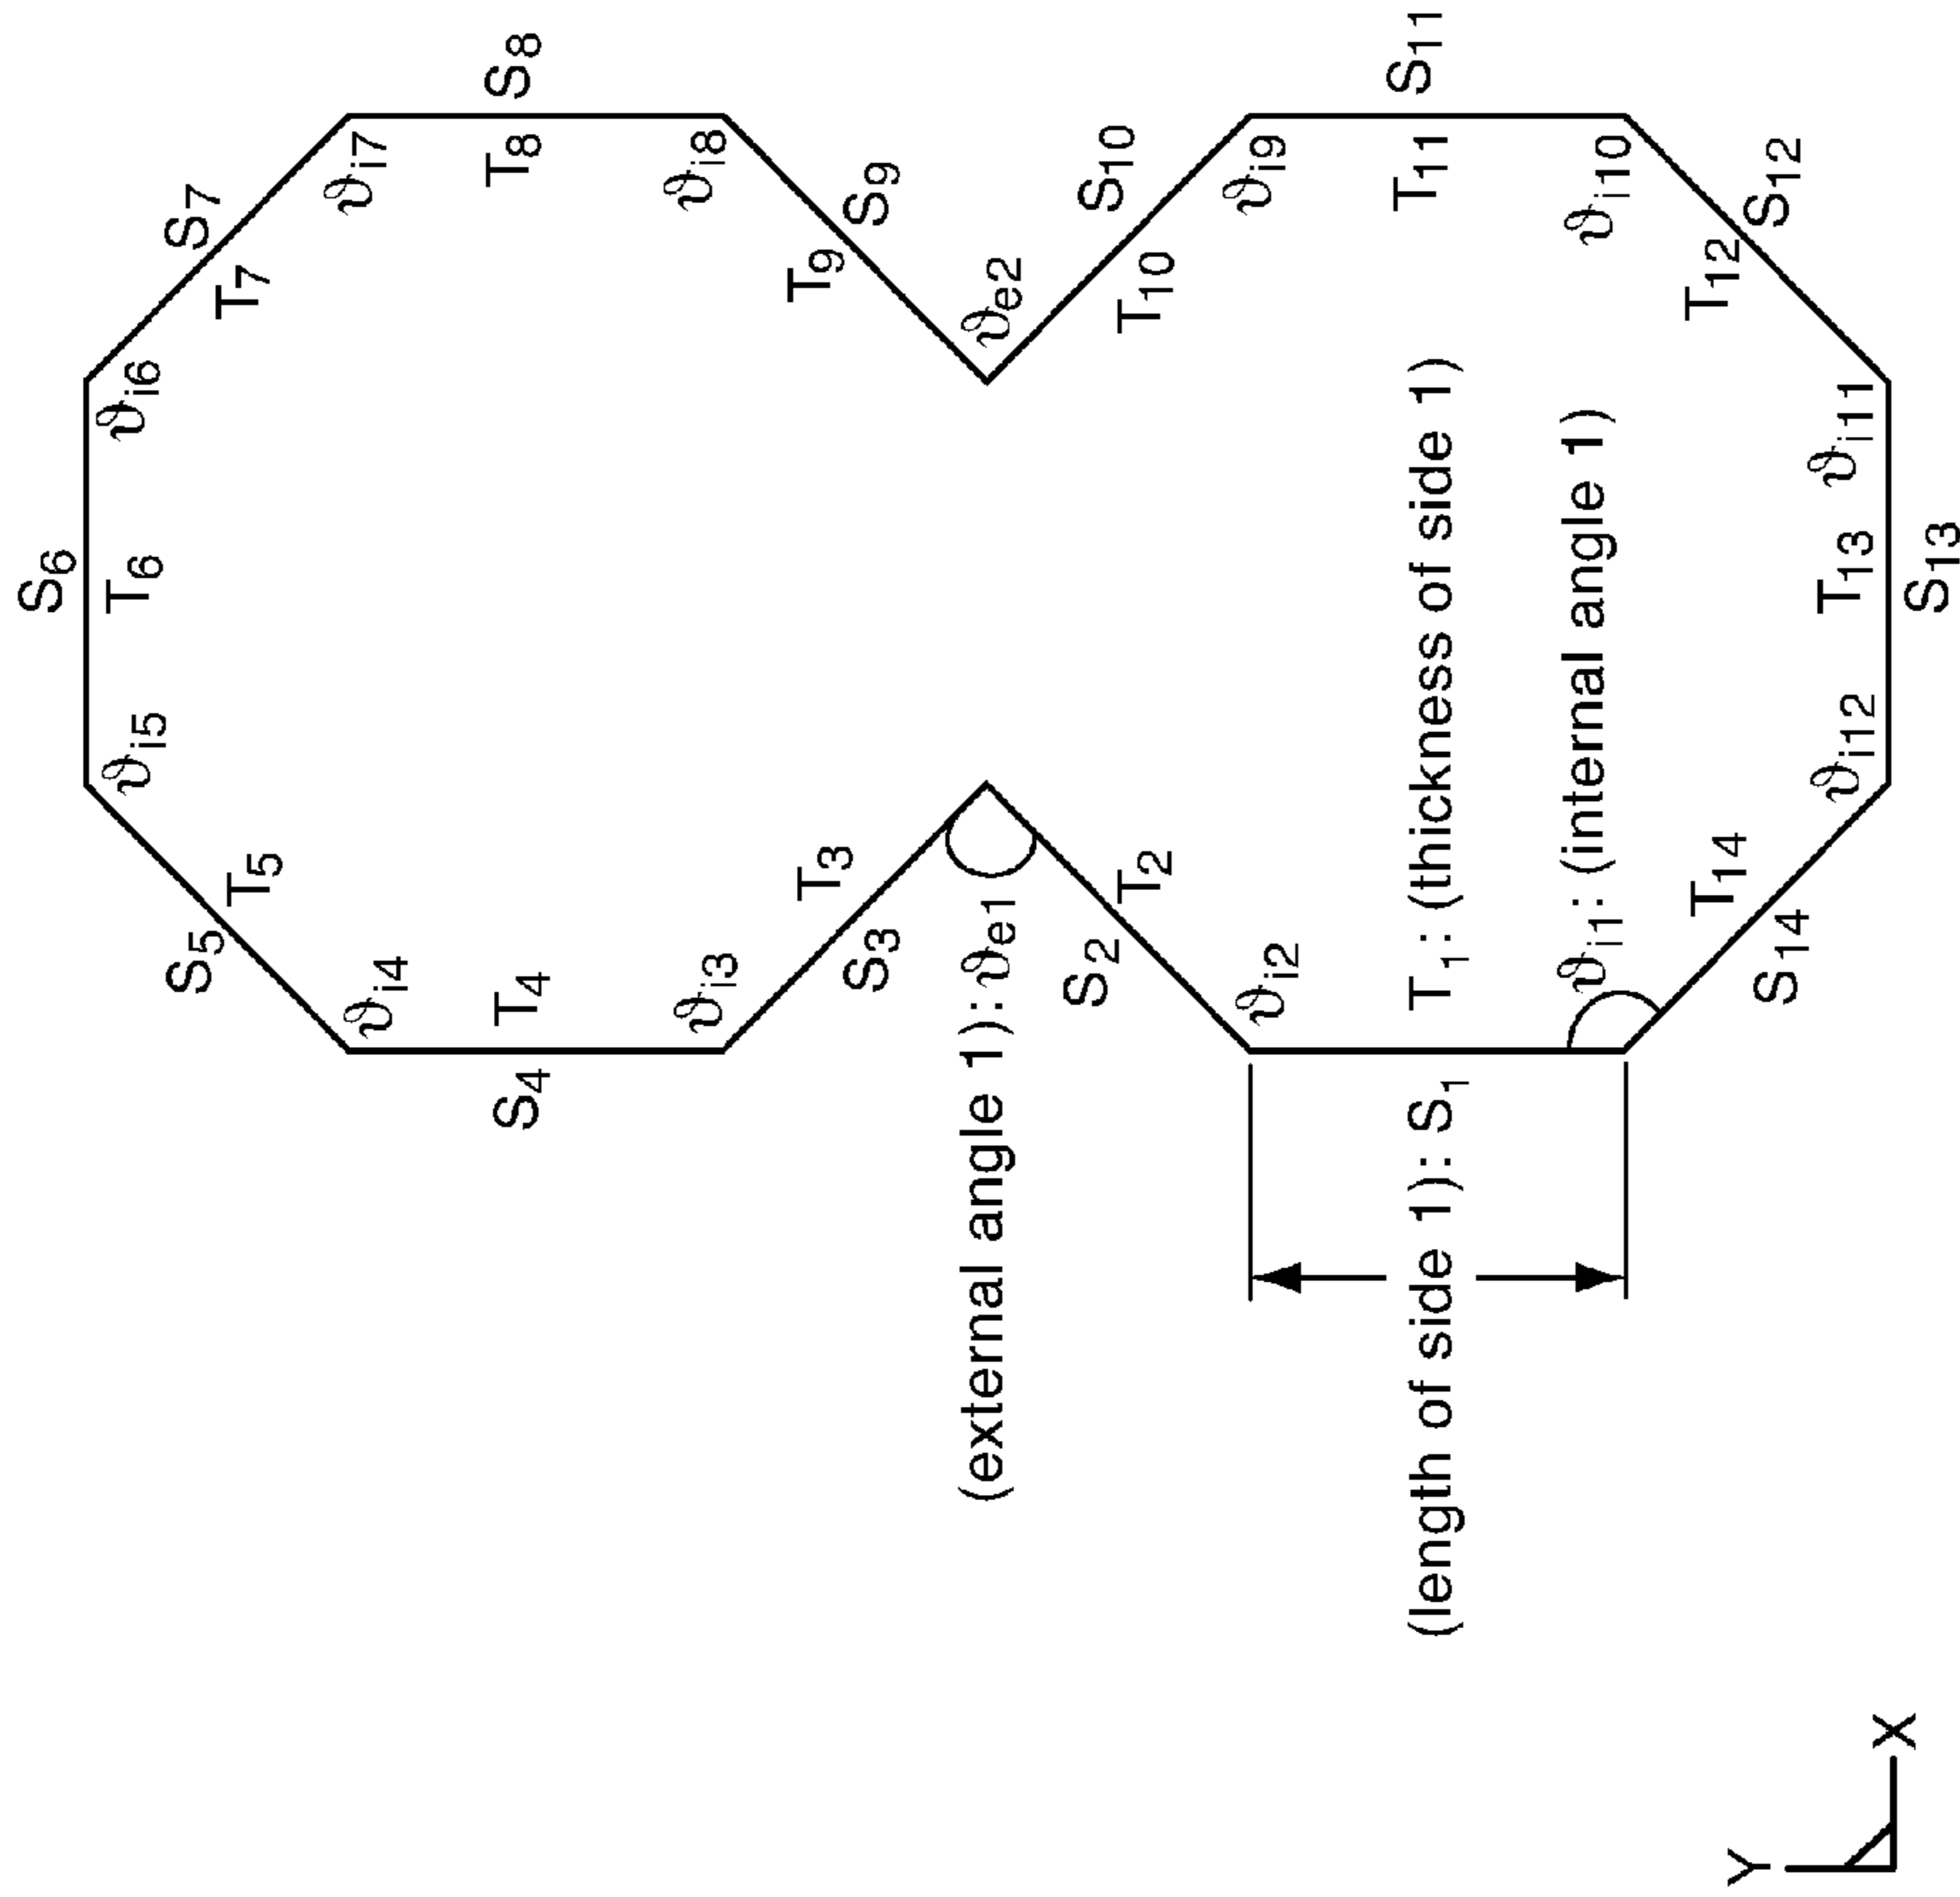 S6
T6
S5
T5
S7
T7
ϑi5
ϑi6
ϑi4
ϑi7
S4
T4
T8
S8
ϑi3
ϑi8
S3
T3
T9
S9
(external angle 1): ϑe1
ϑe2
S2
T2
T10
S10
ϑi2
ϑi9
(length of side 1): S1
T1: (thickness of side 1)
T11
S11
ϑi1: (internal angle 1)
ϑi10
S14
T14
T12
S12
ϑi12
ϑi11
T13
S13
Y
X